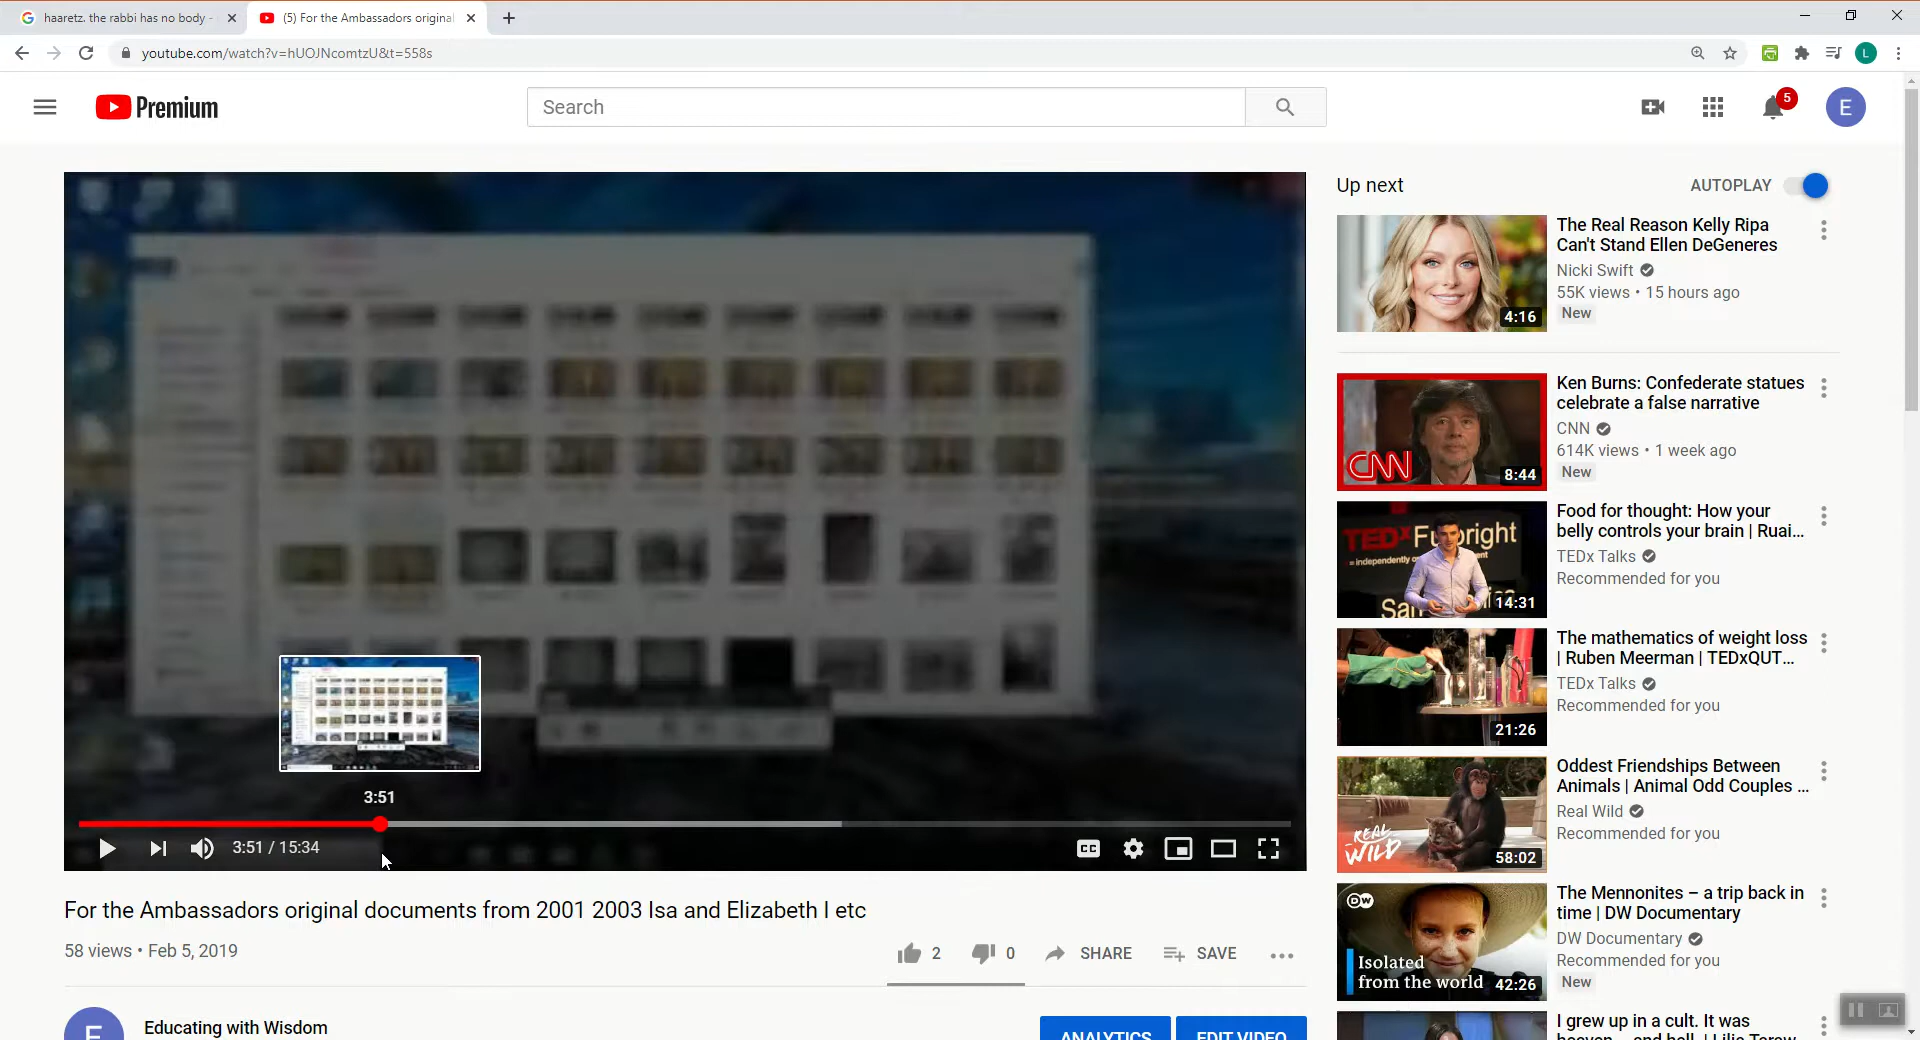 haaretz. the rabbi has no body -
(5) For the Ambassadors original
youtube.com/watch?v=hUOJNcomtzU&t=558s
L
Premium
Search
5
E
Up next
AUTOPLAY
The Real Reason Kelly Ripa
Can't Stand Ellen DeGeneres
Nicki Swift
55K views • 15 hours ago
New
4:16
Ken Burns: Confederate statues
celebrate a false narrative
CNN
614K views • 1 week ago
New
CNN
8:44
Food for thought: How your
belly controls your brain | Ruai...
TEDx Talks
Recommended for you
TEDx
= independently
14:31
The mathematics of weight loss
| Ruben Meerman | TEDxQUT...
TEDx Talks
Recommended for you
21:26
Oddest Friendships Between
Animals | Animal Odd Couples ...
Real Wild
Recommended for you
REAL
WILD
58:02
The Mennonites – a trip back in
time | DW Documentary
DW Documentary
Recommended for you
New
DW
Isolated
from the world
42:26
I grew up in a cult. It was
3:51
3:51 / 15:34
CC
For the Ambassadors original documents from 2001 2003 Isa and Elizabeth I etc
58 views • Feb 5, 2019
2
0
SHARE
SAVE
E
Educating with Wisdom
ANALYTICS
EDIT VIDEO